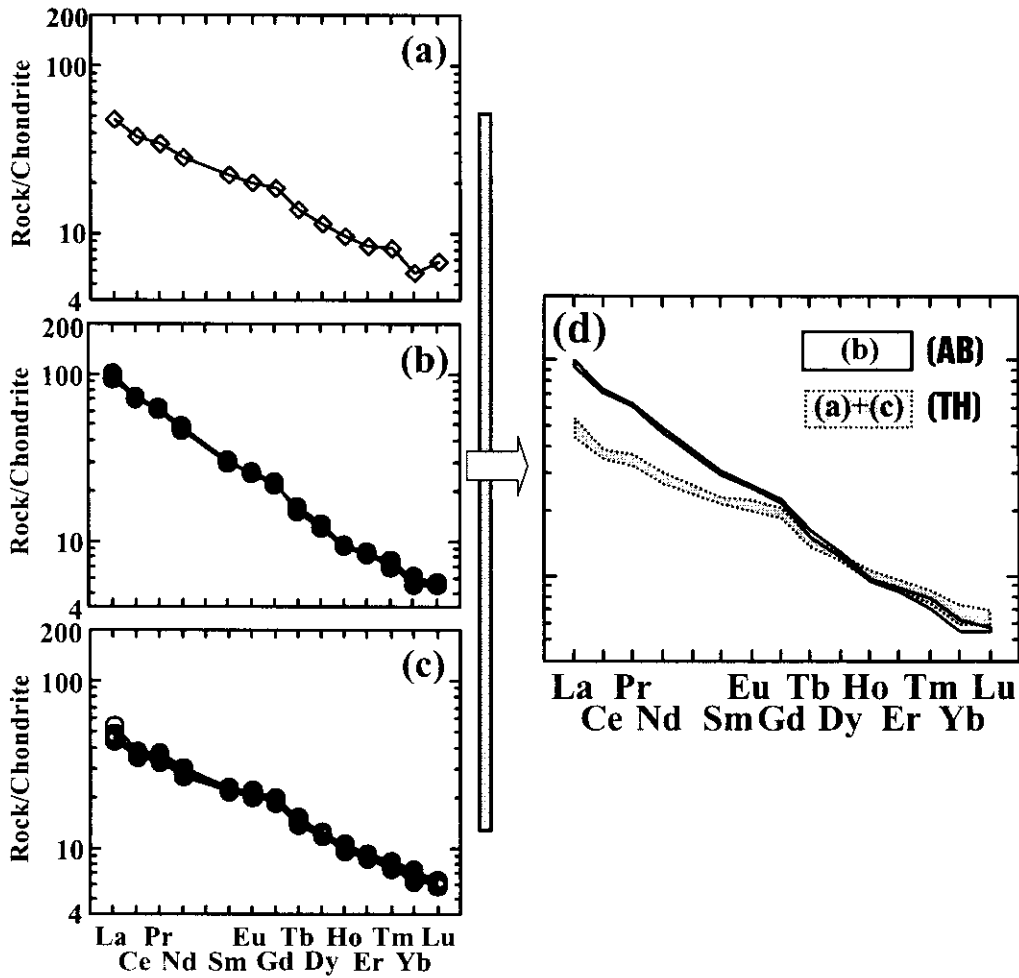 200
(a)
100
Rock/Chondrite
10
4
200
(b)
100
Rock/Chondrite
10
4
200
(c)
100
Rock/Chondrite
10
4
La Pr Eu Tb Ho Tm Lu
Ce Nd Sm Gd Dy Er Yb
(d)
(b) (AB)
(a)+(c) (TH)
La Pr Eu Tb Ho Tm Lu
Ce Nd Sm Gd Dy Er Yb